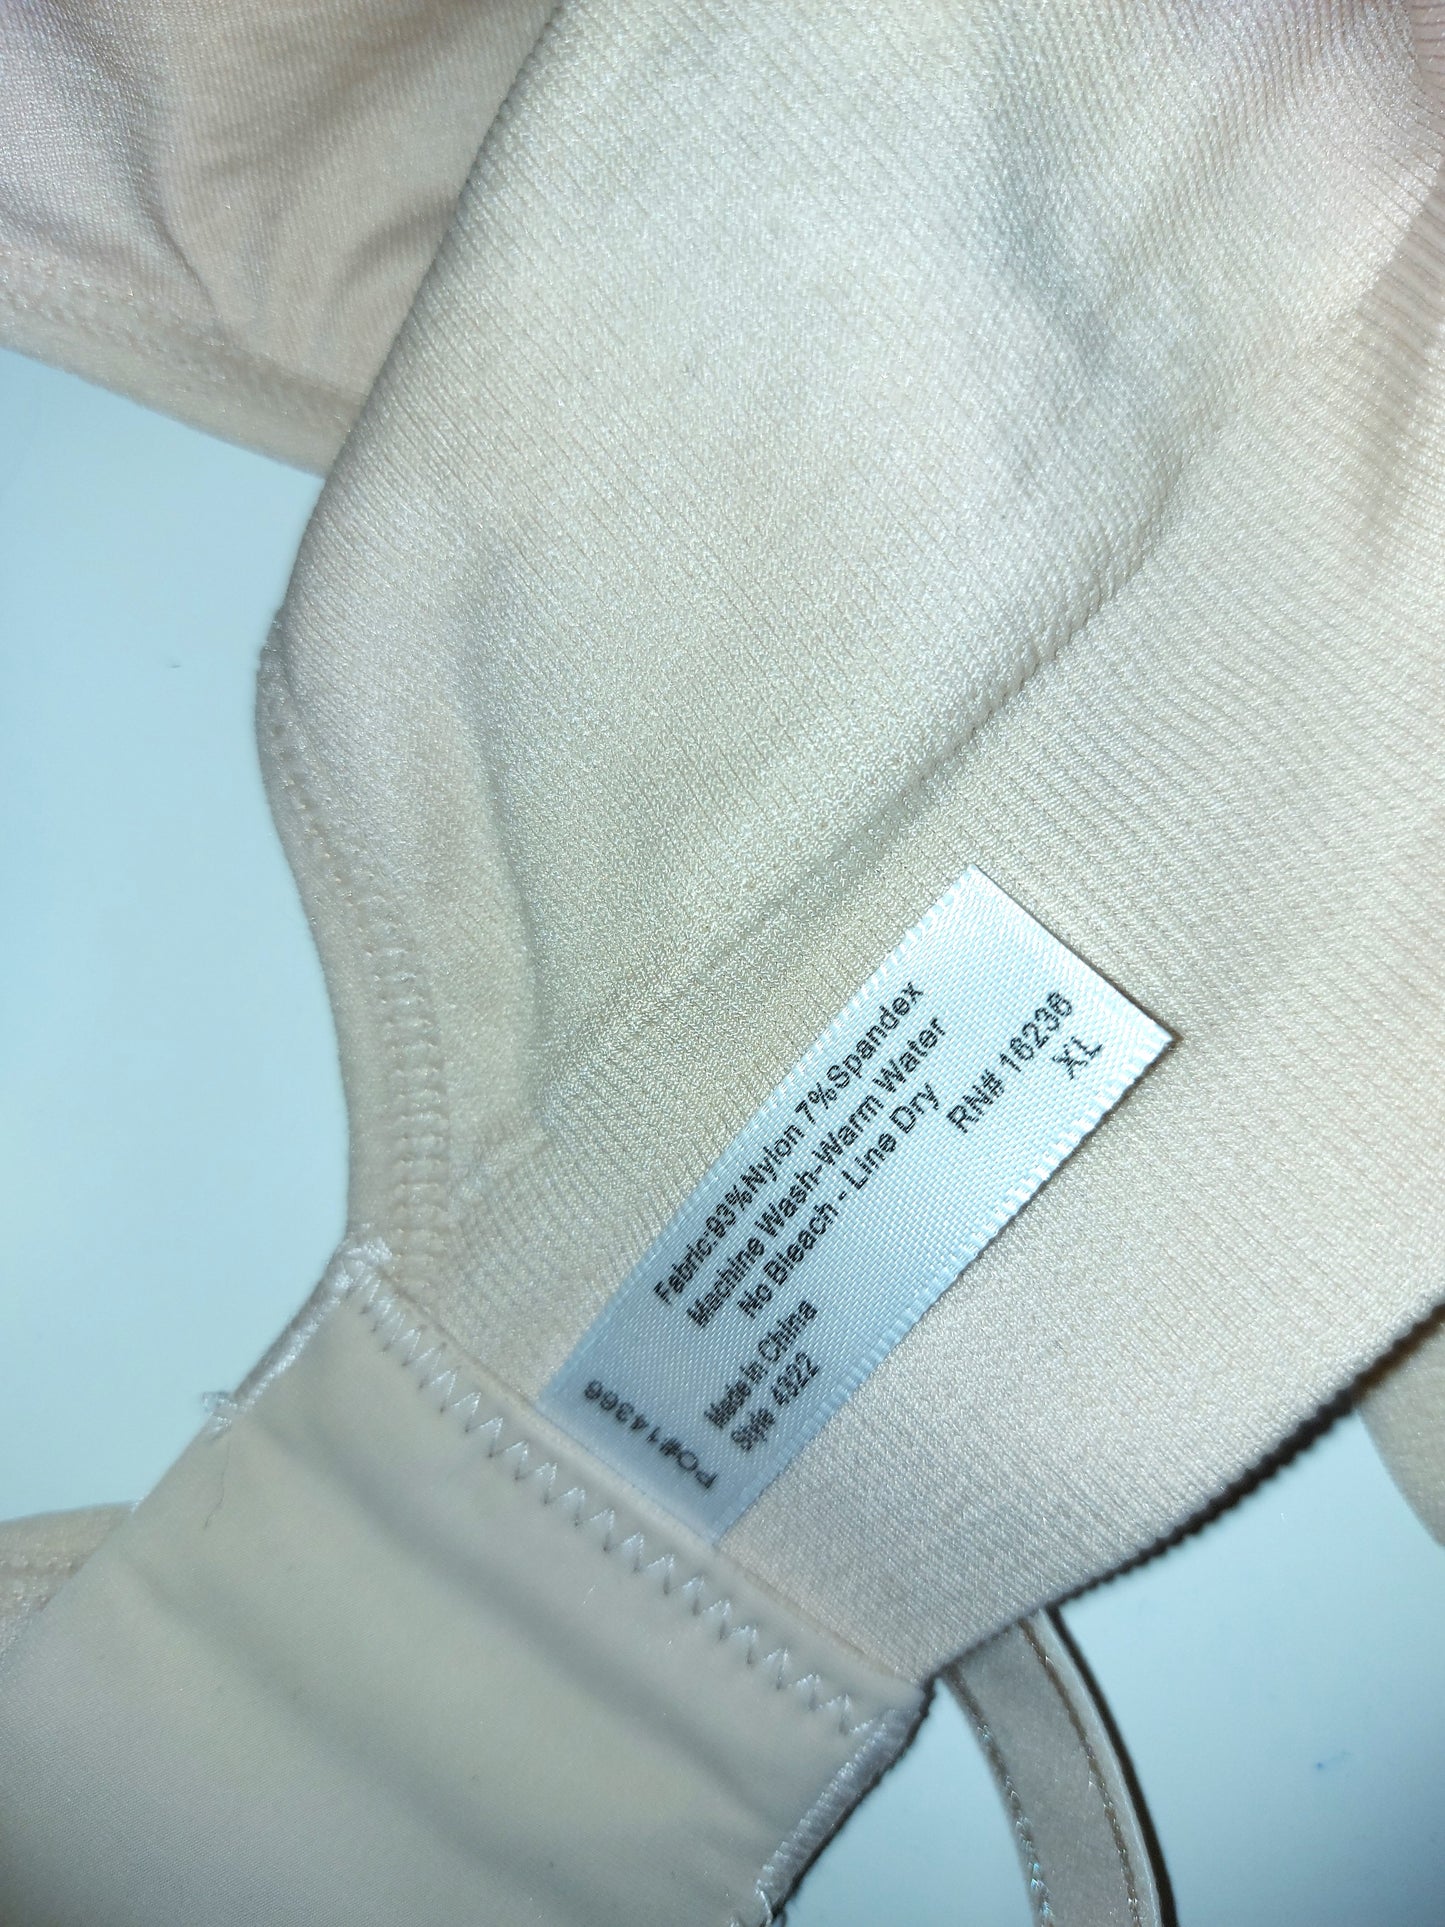 Fabric:93%Nylon 7%Spandex
Machine Wash-Warm Water
No Bleach - Line Dry
RN# 16236
XL
Made in China
Style 4322
PO#14366